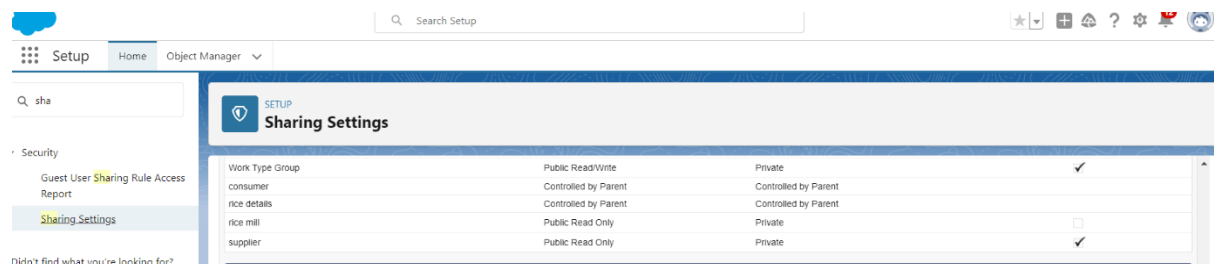 Search Setup
12
Setup Home Object Manager
sha
SETUP
Sharing Settings
Security
Guest User Sharing Rule Access
Report
Sharing Settings
Didn't find what you're looking for?
Work Type Group Public Read/Write Private
consumer Controlled by Parent Controlled by Parent
rice details Controlled by Parent Controlled by Parent
rice mill Public Read Only Private
supplier Public Read Only Private